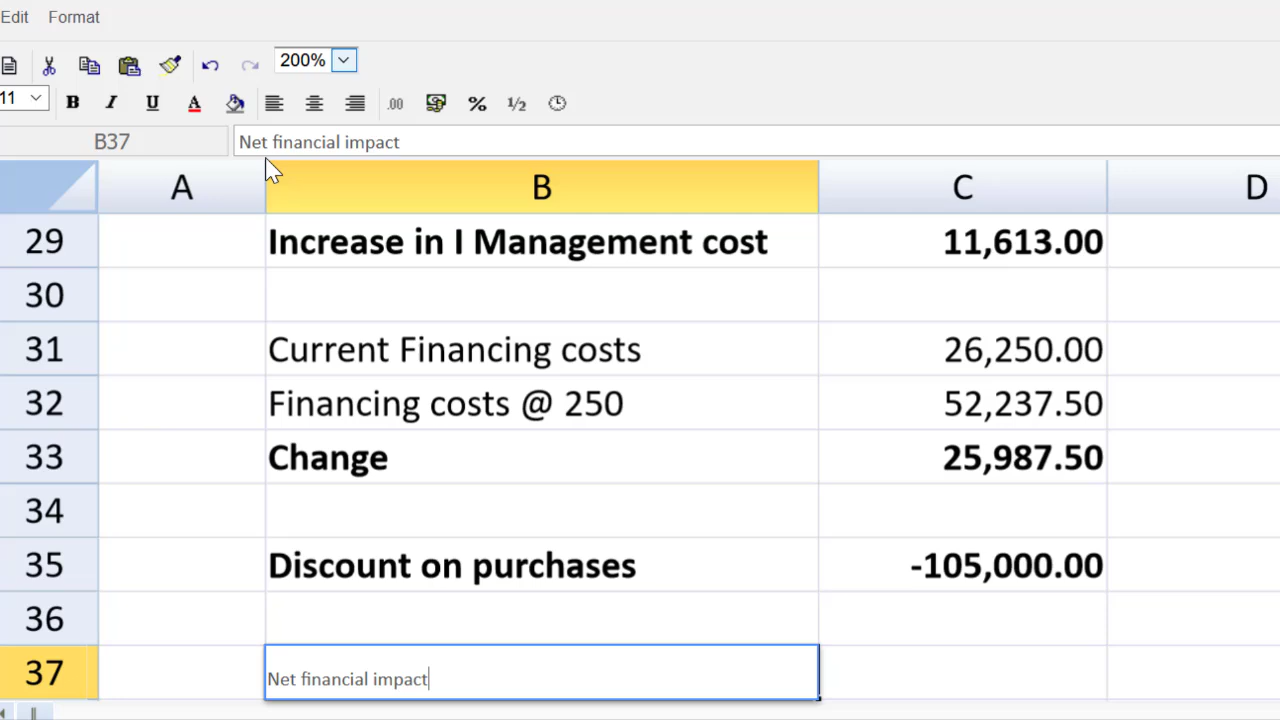 Edit Format
200%
11 B I U A .00 % ½
B37 Net financial impact
A B C D
29 Increase in I Management cost 11,613.00
30
31 Current Financing costs 26,250.00
32 Financing costs @ 250 52,237.50
33 Change 25,987.50
34
35 Discount on purchases -105,000.00
36
37 Net financial impact